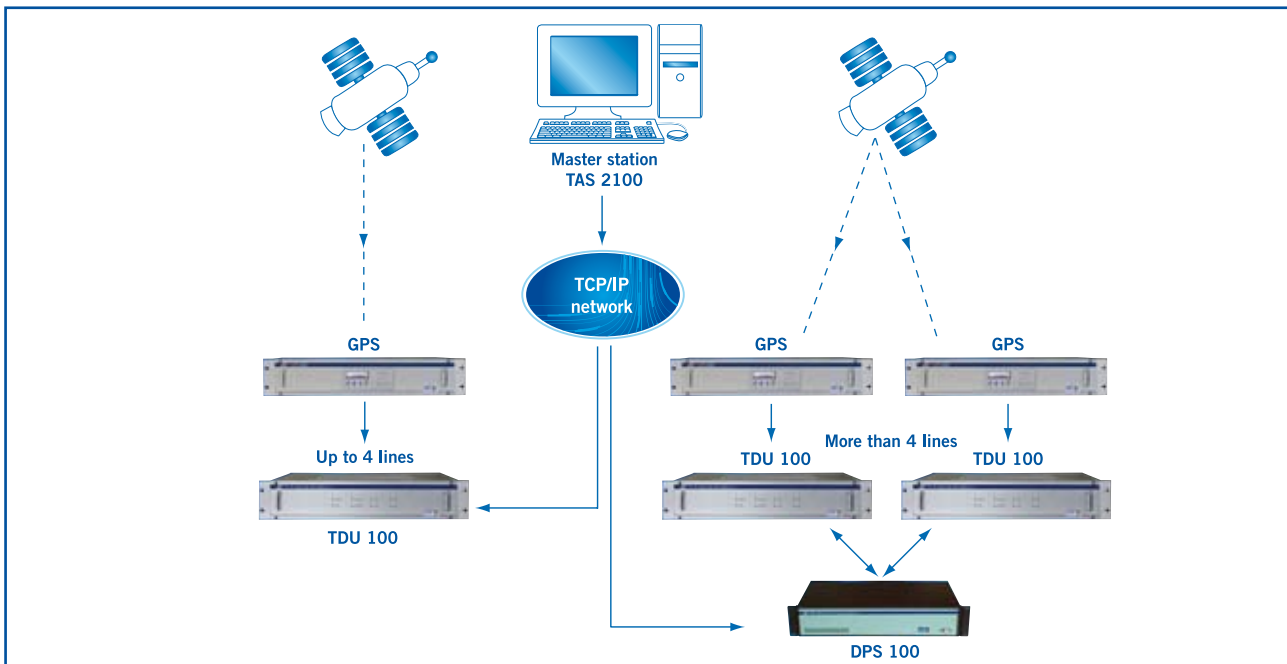 Master station
TAS 2100
TCP/IP
network
GPS
GPS
GPS
Up to 4 lines
More than 4 lines
TDU 100
TDU 100
TDU 100
DPS 100